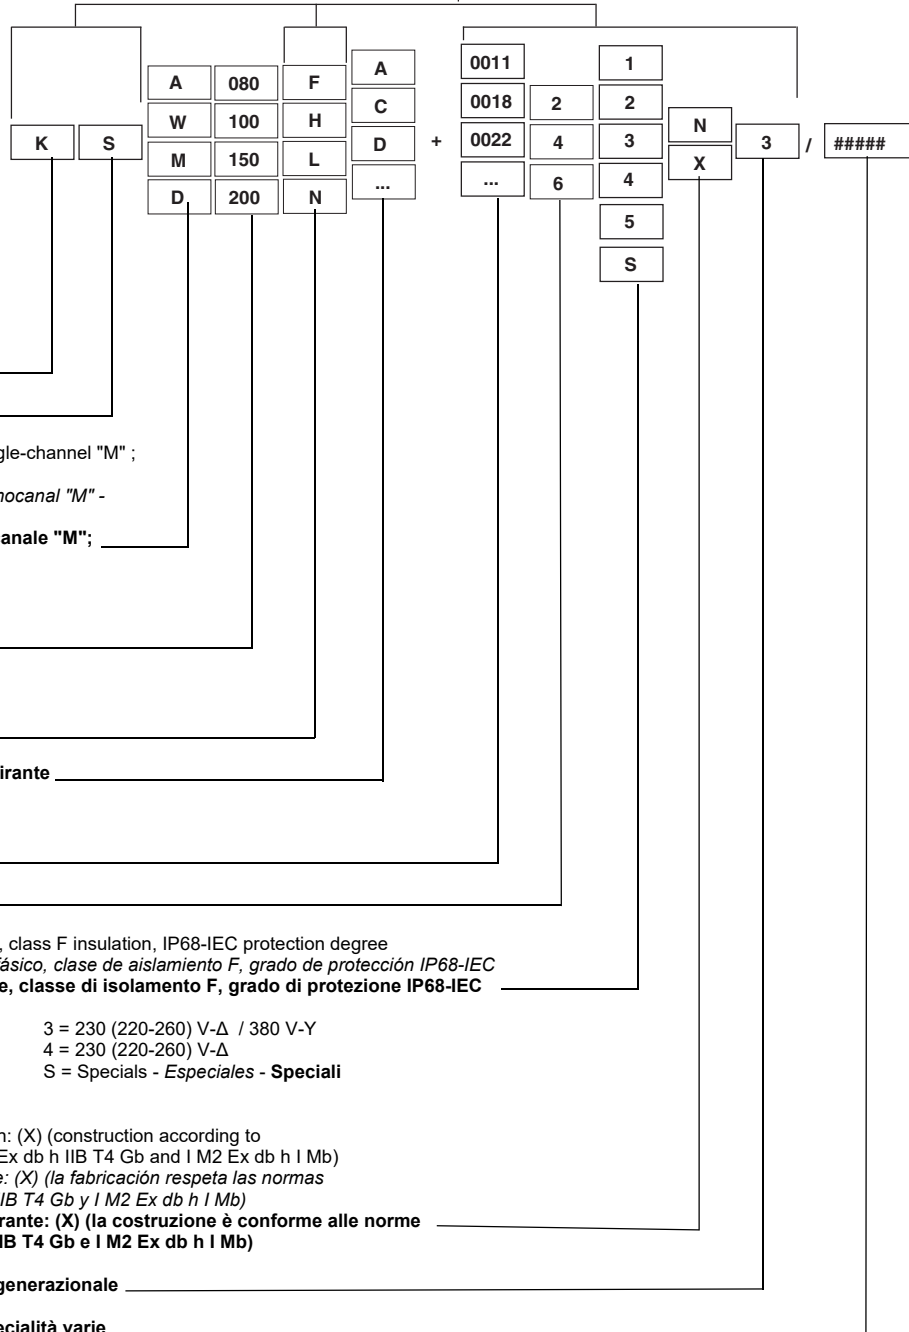 0011 1
A 080 F A
0018 2 2
C
W 100 H
N
K S D + 0022 4 3 3 / #####
M 150 L
X
... ... 6 4
D 200 N
5
S
gle-channel "M" ;
nocanal "M" -
canale "M";
irante
, class F insulation, IP68-IEC protection degree
fásico, clase de aislamiento F, grado de protección IP68-IEC
e, classe di isolamento F, grado di protezione IP68-IEC
3 = 230 (220-260) V-Δ / 380 V-Y
4 = 230 (220-260) V-Δ
S = Specials - Especiales - Speciali
n: (X) (construction according to
Ex db h IIB T4 Gb and I M2 Ex db h I Mb)
e: (X) (la fabricación respeta las normas
IIB T4 Gb y I M2 Ex db h I Mb)
rante: (X) (la costruzione è conforme alle norme
IIB T4 Gb e I M2 Ex db h I Mb)
generazionale
ecialità varie